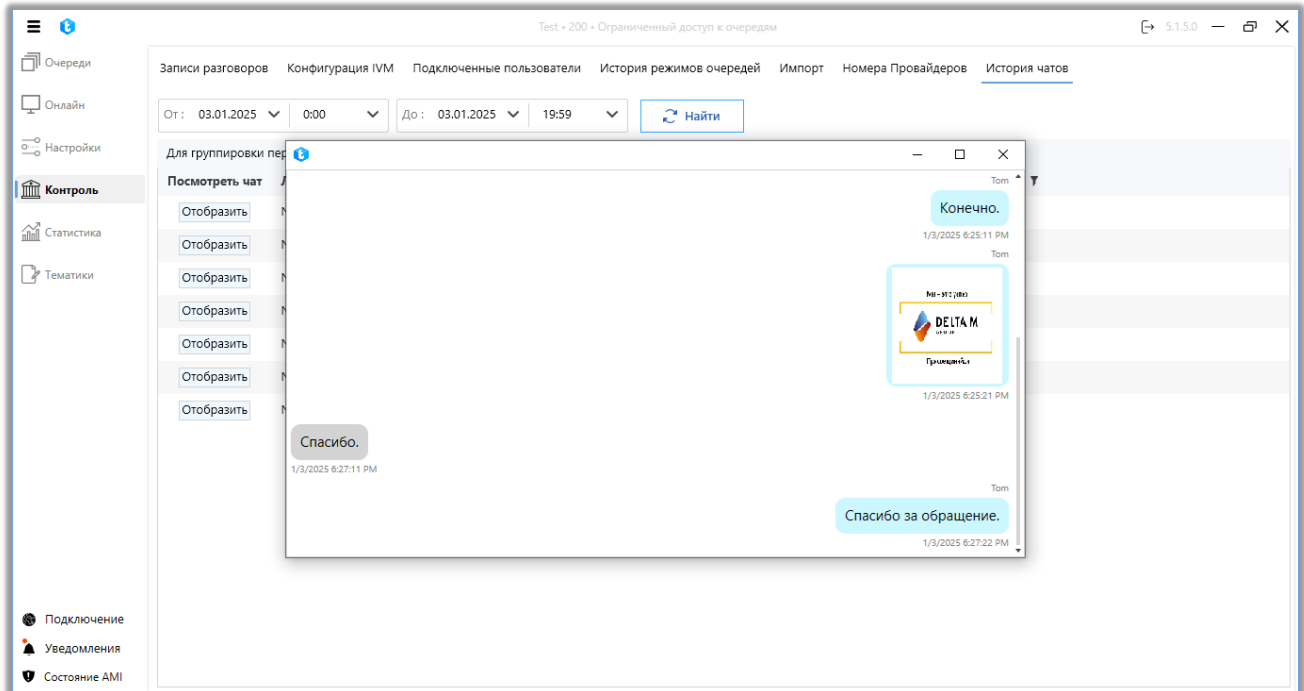 Test • 200 • Ограниченный доступ к очередям
5.1.5.0
Очереди
Онлайн
Настройки
Контроль
Статистика
Тематики
Подключение
Уведомления
Состояние AMI
Записи разговоров Конфигурация IVM Подключенные пользователи История режимов очередей Импорт Номера Провайдеров История чатов
От: 03.01.2025 0:00 До: 03.01.2025 19:59 Найти
Для группировки
Посмотреть чат
Отобразить
Отобразить
Отобразить
Отобразить
Отобразить
Отобразить
Отобразить
Tom
Конечно.
1/3/2025 6:25:11 PM
Tom
DELTA M
1/3/2025 6:25:21 PM
Спасибо.
1/3/2025 6:27:11 PM
Tom
Спасибо за обращение.
1/3/2025 6:27:22 PM